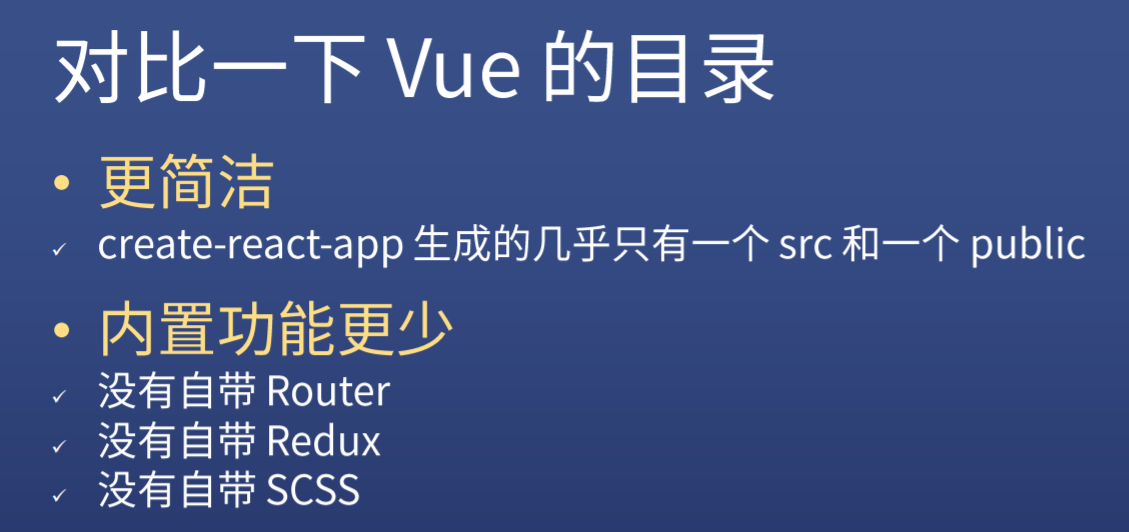 对比一下 Vue 的目录
• 更简洁
✓ create-react-app 生成的几乎只有一个 src 和一个 public
• 内置功能更少
✓ 没有自带 Router
✓ 没有自带 Redux
✓ 没有自带 SCSS